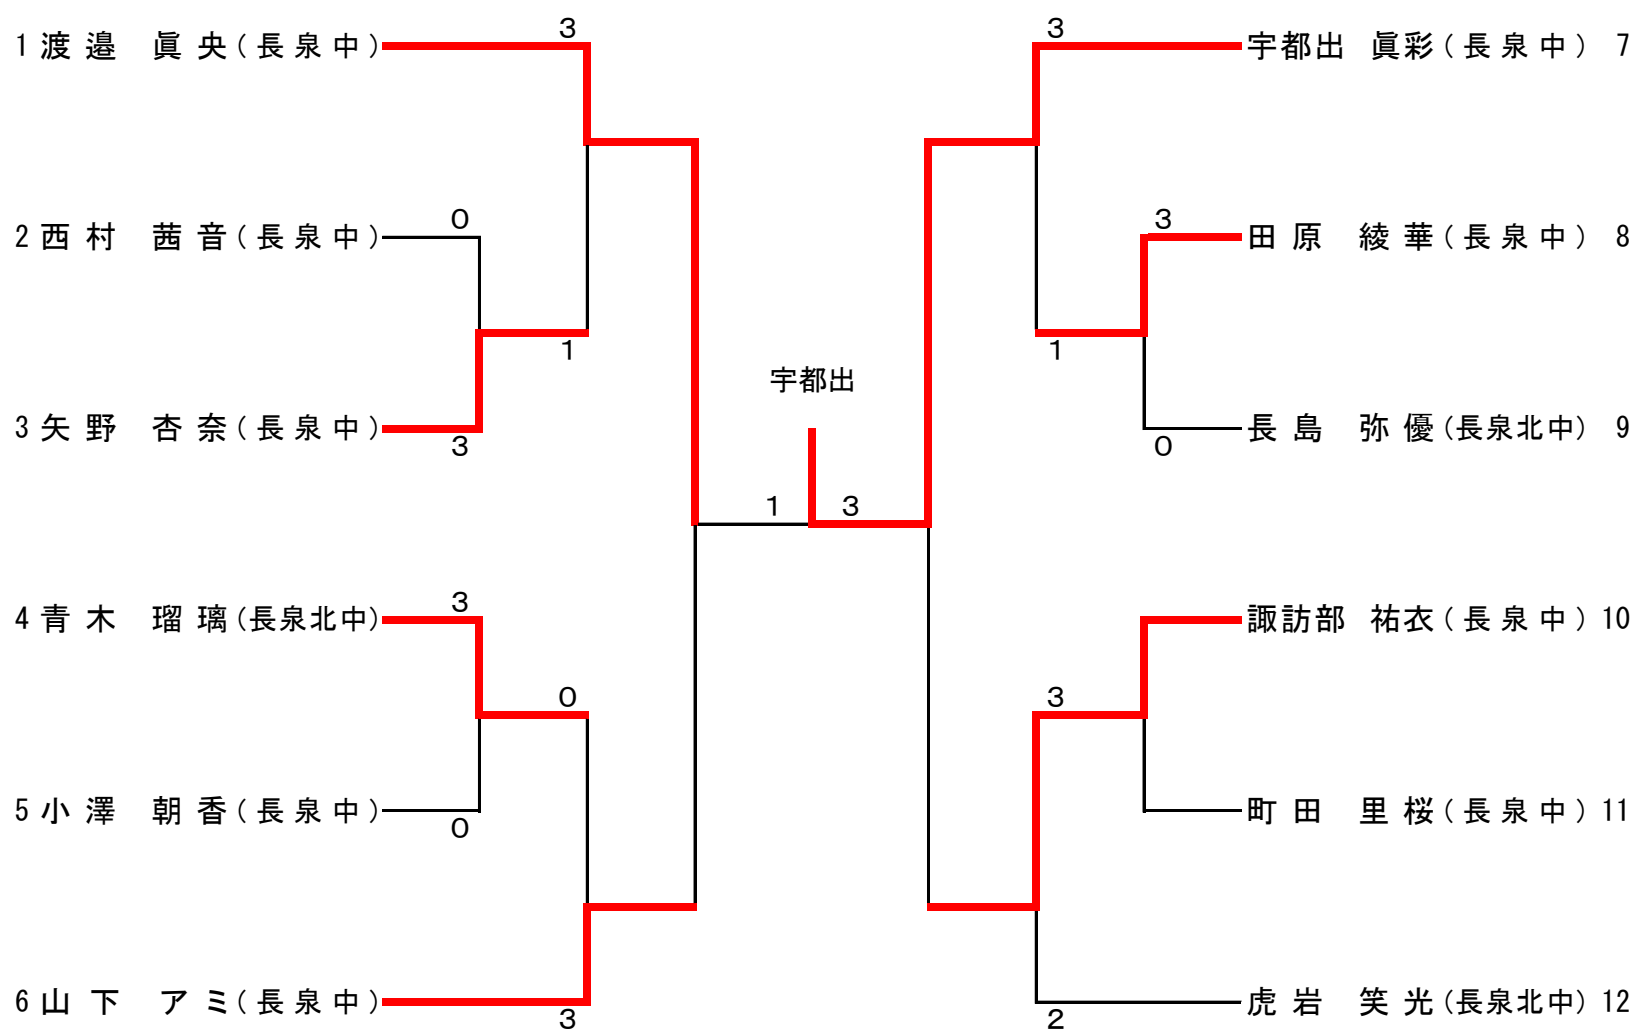 3 3
1 渡邉 眞央(長泉中) 宇都出 眞彩(長泉中) 7
0 3
2 西村 茜音(長泉中) 田原 綾華(長泉中) 8
1 1
宇都出
3 矢野 杏奈(長泉中) 長島 弥優(長泉北中) 9
3 0
1 3
3
4 青木 瑠璃(長泉北中) 諏訪部 祐衣(長泉中) 10
0 3
5 小澤 朝香(長泉中) 町田 里桜(長泉中) 11
0
6 山下 アミ(長泉中) 虎岩 笑光(長泉北中) 12
3 2